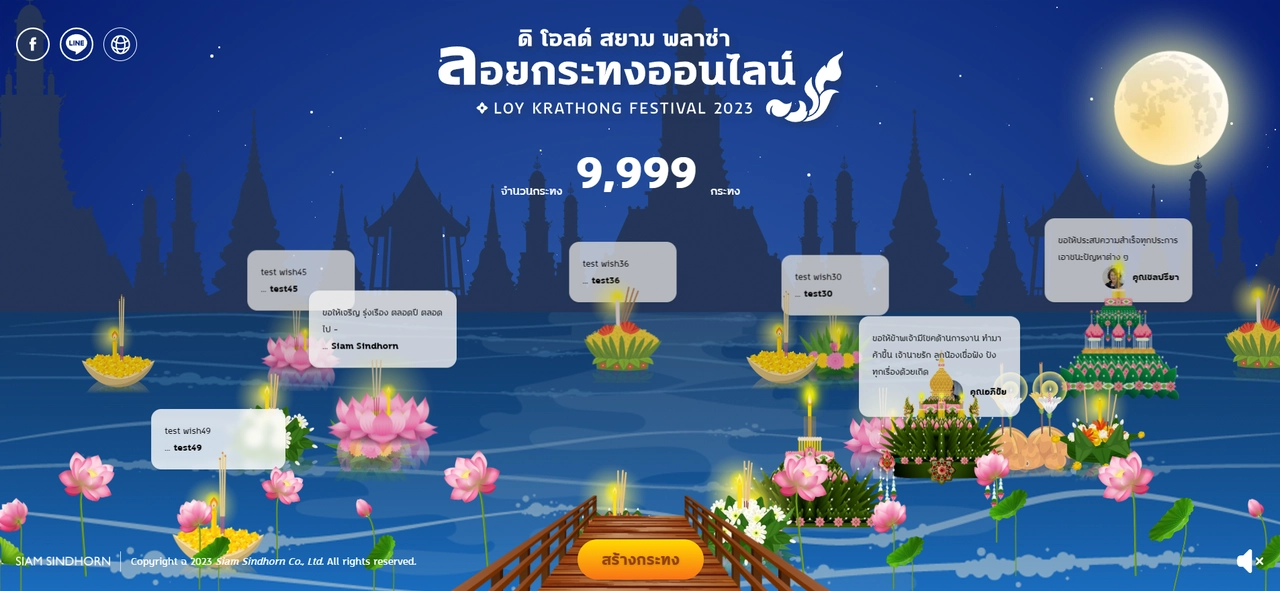 f
LINE
ดิ โอลด์ สยาม พลาซ่า
ลอยกระทงออนไลน์
LOY KRATHONG FESTIVAL 2023
จำนวนกระทง 9,999 กระทง
ขอให้ประสบความสำเร็จทุกประการ
เอาชนะปัญหาต่าง ๆ
คุณชลปรียา
test wish36
... test36
test wish45
... test45
test wish30
... test30
ขอให้เจริญ รุ่งเรือง ตลอดปี ตลอด
ไป ~
... Siam Sindhorn
ขอให้ข้าพเจ้ามีโชคด้านการงาน ทำมา
ค้าขึ้น เจ้านายรัก ลูกน้องเชื่อฟัง ปัง
ทุกเรื่องด้วยเถิด
คุณอภิชัย
test wish49
... test49
สร้างกระทง
SIAM SINDHORN
Copyright © 2023 Siam Sindhorn Co., Ltd. All rights reserved.